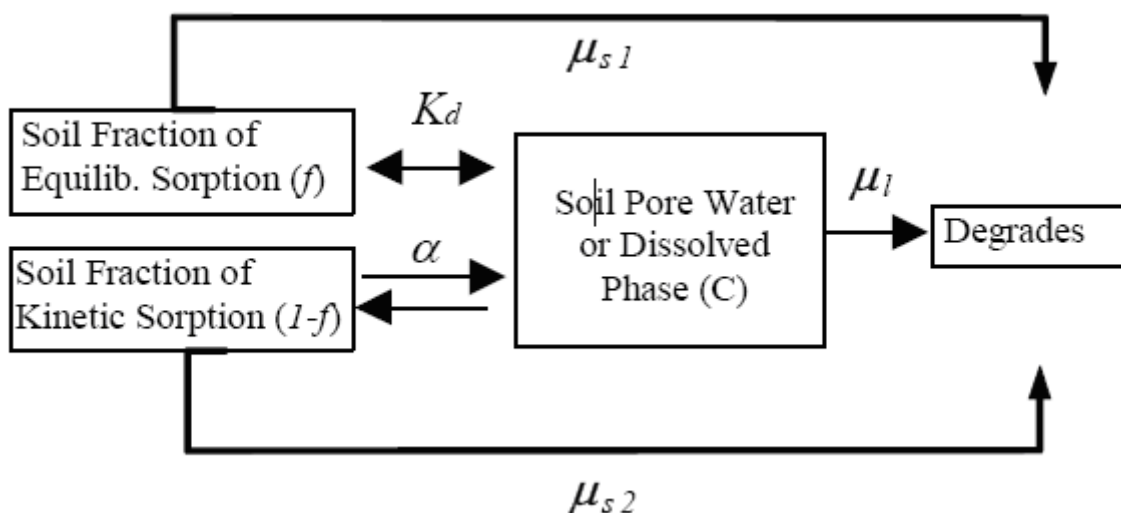 μs 1
Kd
Soil Fraction of
Equilib. Sorption (f)
Soil Pore Water
or Dissolved
Phase (C)
μl
Degrades
Soil Fraction of
Kinetic Sorption (1-f)
α
μs 2